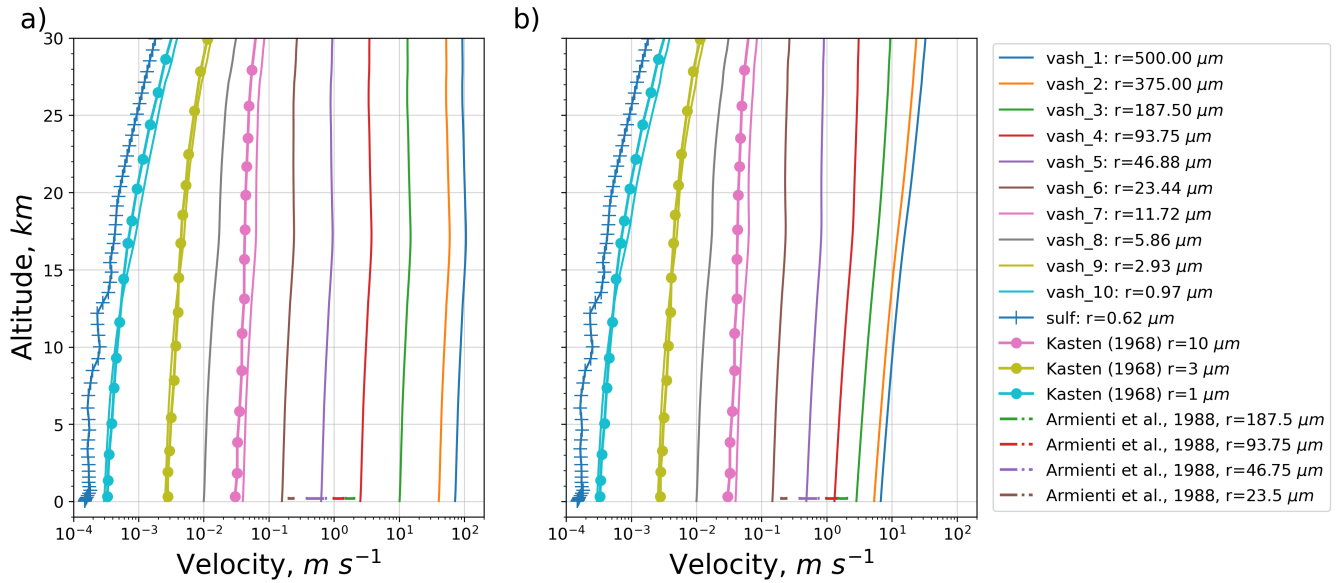 a)
b)
30
25
20
15
10
5
0
Altitude, km
10⁻⁴ 10⁻³ 10⁻² 10⁻¹ 10⁰ 10¹ 10²
Velocity, m s⁻¹
10⁻⁴ 10⁻³ 10⁻² 10⁻¹ 10⁰ 10¹ 10²
Velocity, m s⁻¹
vash_1: r=500.00 μm
vash_2: r=375.00 μm
vash_3: r=187.50 μm
vash_4: r=93.75 μm
vash_5: r=46.88 μm
vash_6: r=23.44 μm
vash_7: r=11.72 μm
vash_8: r=5.86 μm
vash_9: r=2.93 μm
vash_10: r=0.97 μm
sulf: r=0.62 μm
Kasten (1968) r=10 μm
Kasten (1968) r=3 μm
Kasten (1968) r=1 μm
Armienti et al., 1988, r=187.5 μm
Armienti et al., 1988, r=93.75 μm
Armienti et al., 1988, r=46.75 μm
Armienti et al., 1988, r=23.5 μm